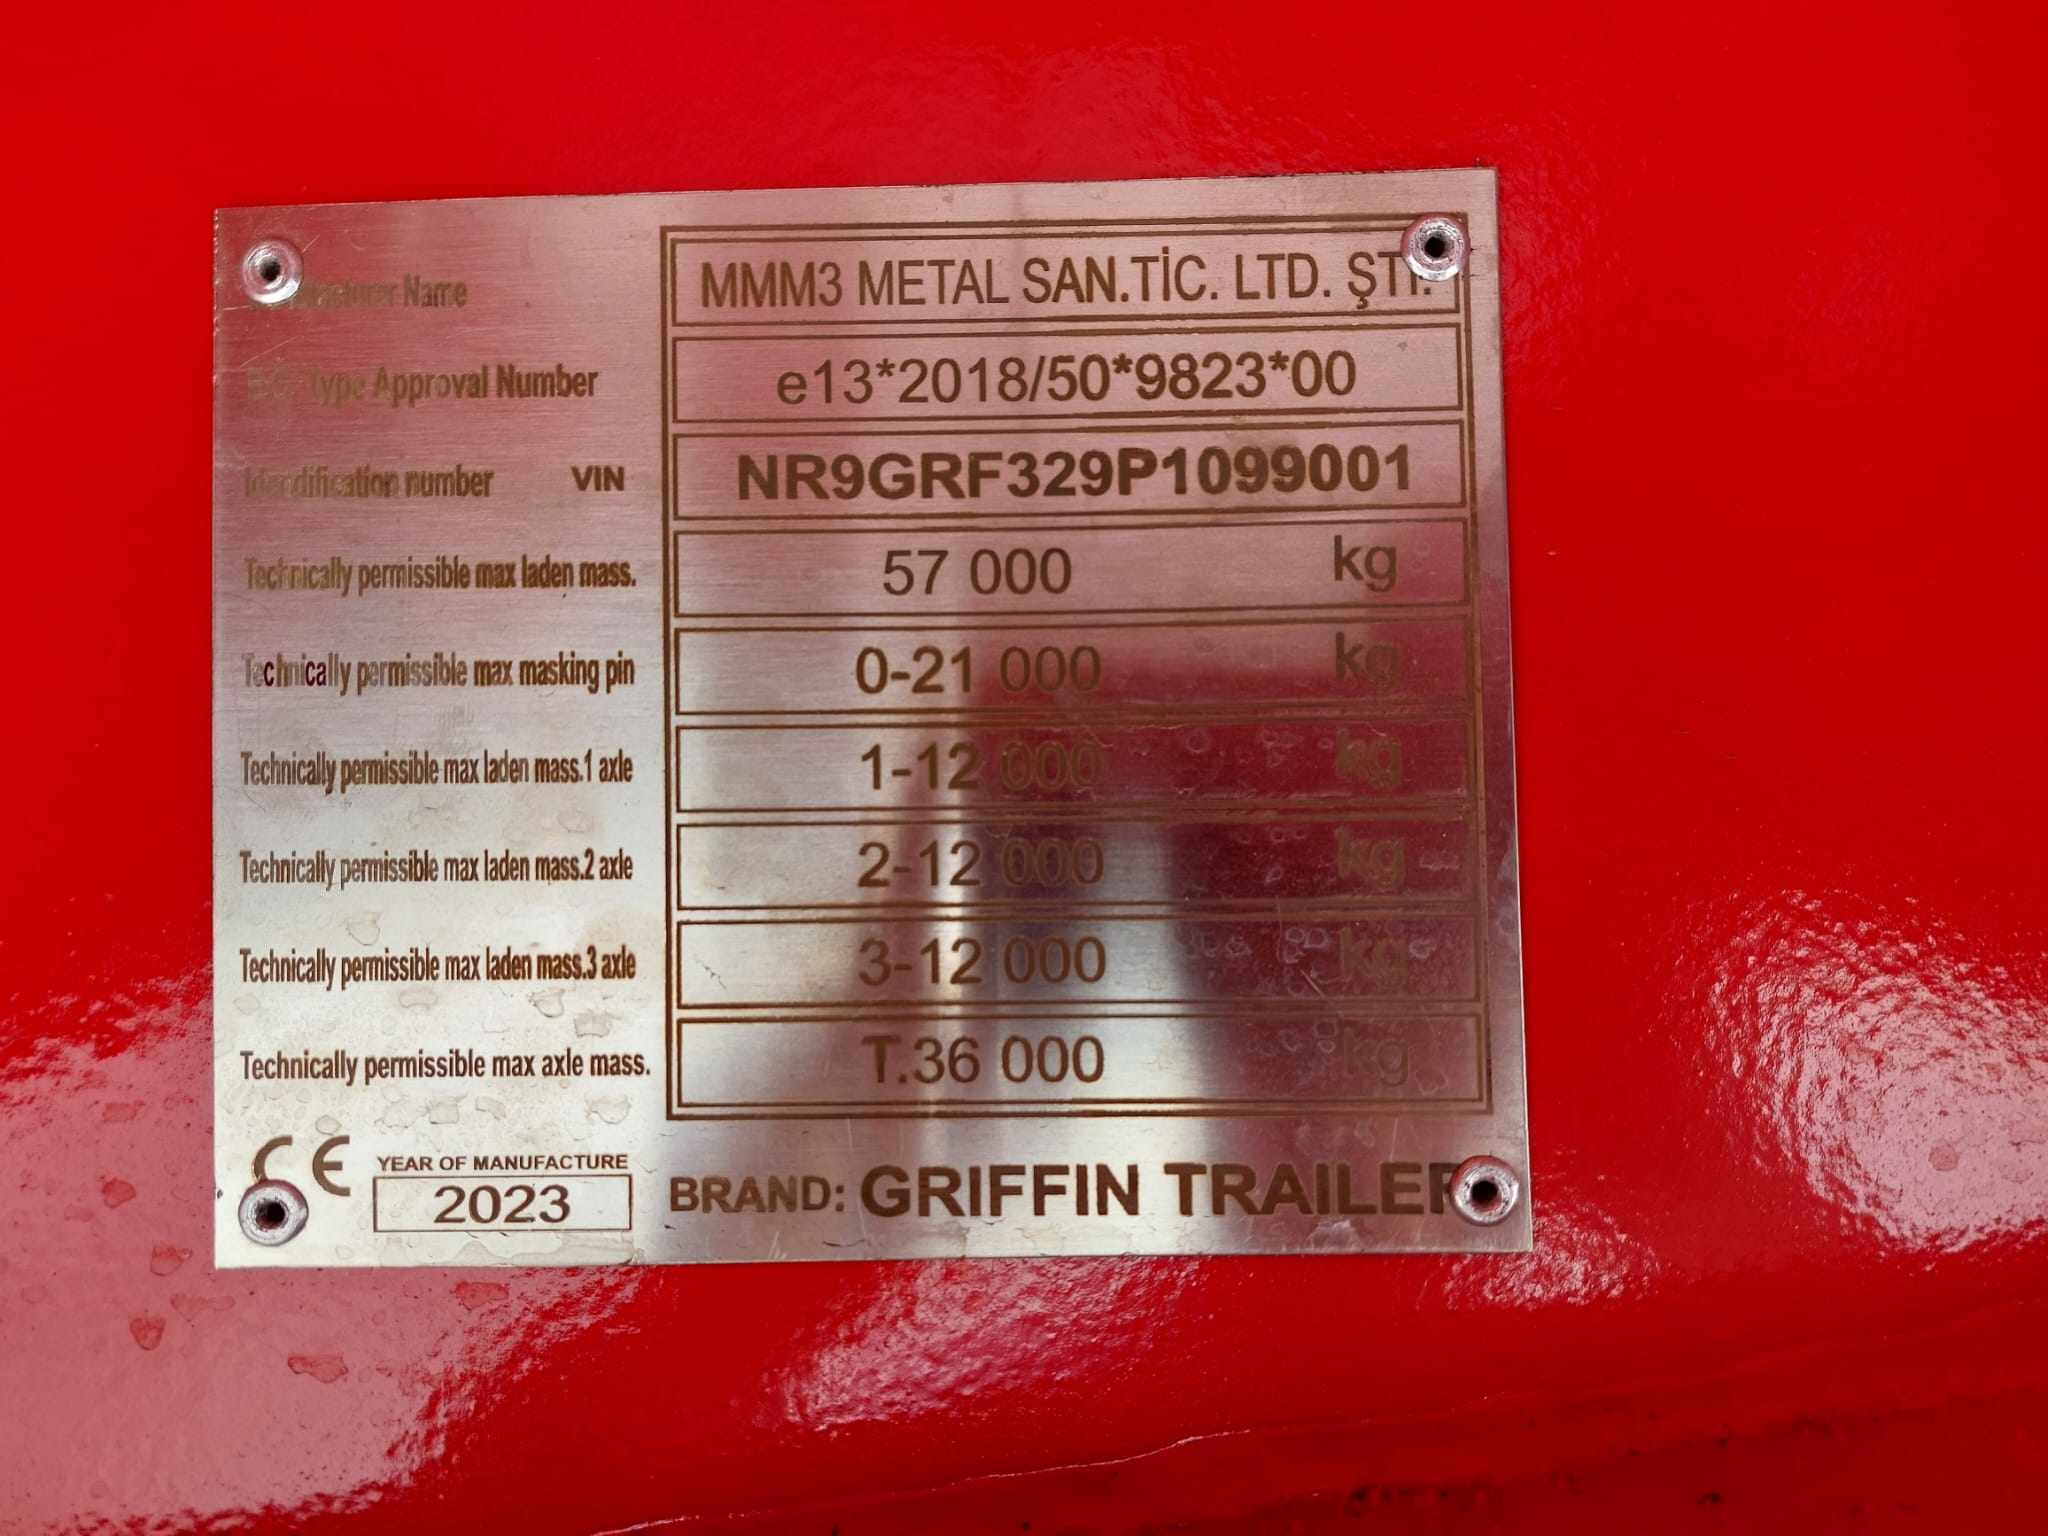 Manufacturer Name MMM3 METAL SAN.TİC. LTD. ŞTİ.
E.C. Type Approval Number e13*2018/50*9823*00
Identification number VIN NR9GRF329P1099001
Technically permissible max laden mass. 57 000 kg
Technically permissible max masking pin 0-21 000 kg
Technically permissible max laden mass.1 axle 1-12 000 kg
Technically permissible max laden mass.2 axle 2-12 000 kg
Technically permissible max laden mass.3 axle 3-12 000 kg
Technically permissible max axle mass. T.36 000 kg
CE YEAR OF MANUFACTURE
2023
BRAND: GRIFFIN TRAILER